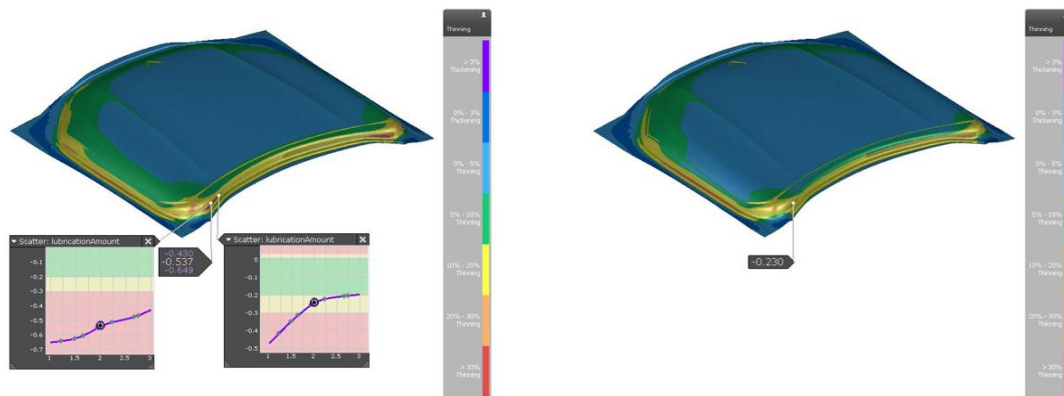 Thinning
> 3%
Thickening
0% - 3%
Thickening
0% - 5%
Thinning
5% - 10%
Thinning
10% - 20%
Thinning
20% - 30%
Thinning
> 30%
Thinning
Scatter: lubricationAmount
-0.1
-0.2
-0.3
-0.4
-0.5
-0.6
-0.7
1 1.5 2 2.5 3
-0.430
-0.537
-0.649
Scatter: lubricationAmount
0
-0.1
-0.2
-0.3
-0.4
-0.5
1 1.5 2 2.5 3
Thinning
> 3%
Thickening
0% - 3%
Thickening
0% - 5%
Thinning
5% - 10%
Thinning
10% - 20%
Thinning
20% - 30%
Thinning
> 30%
Thinning
-0.230